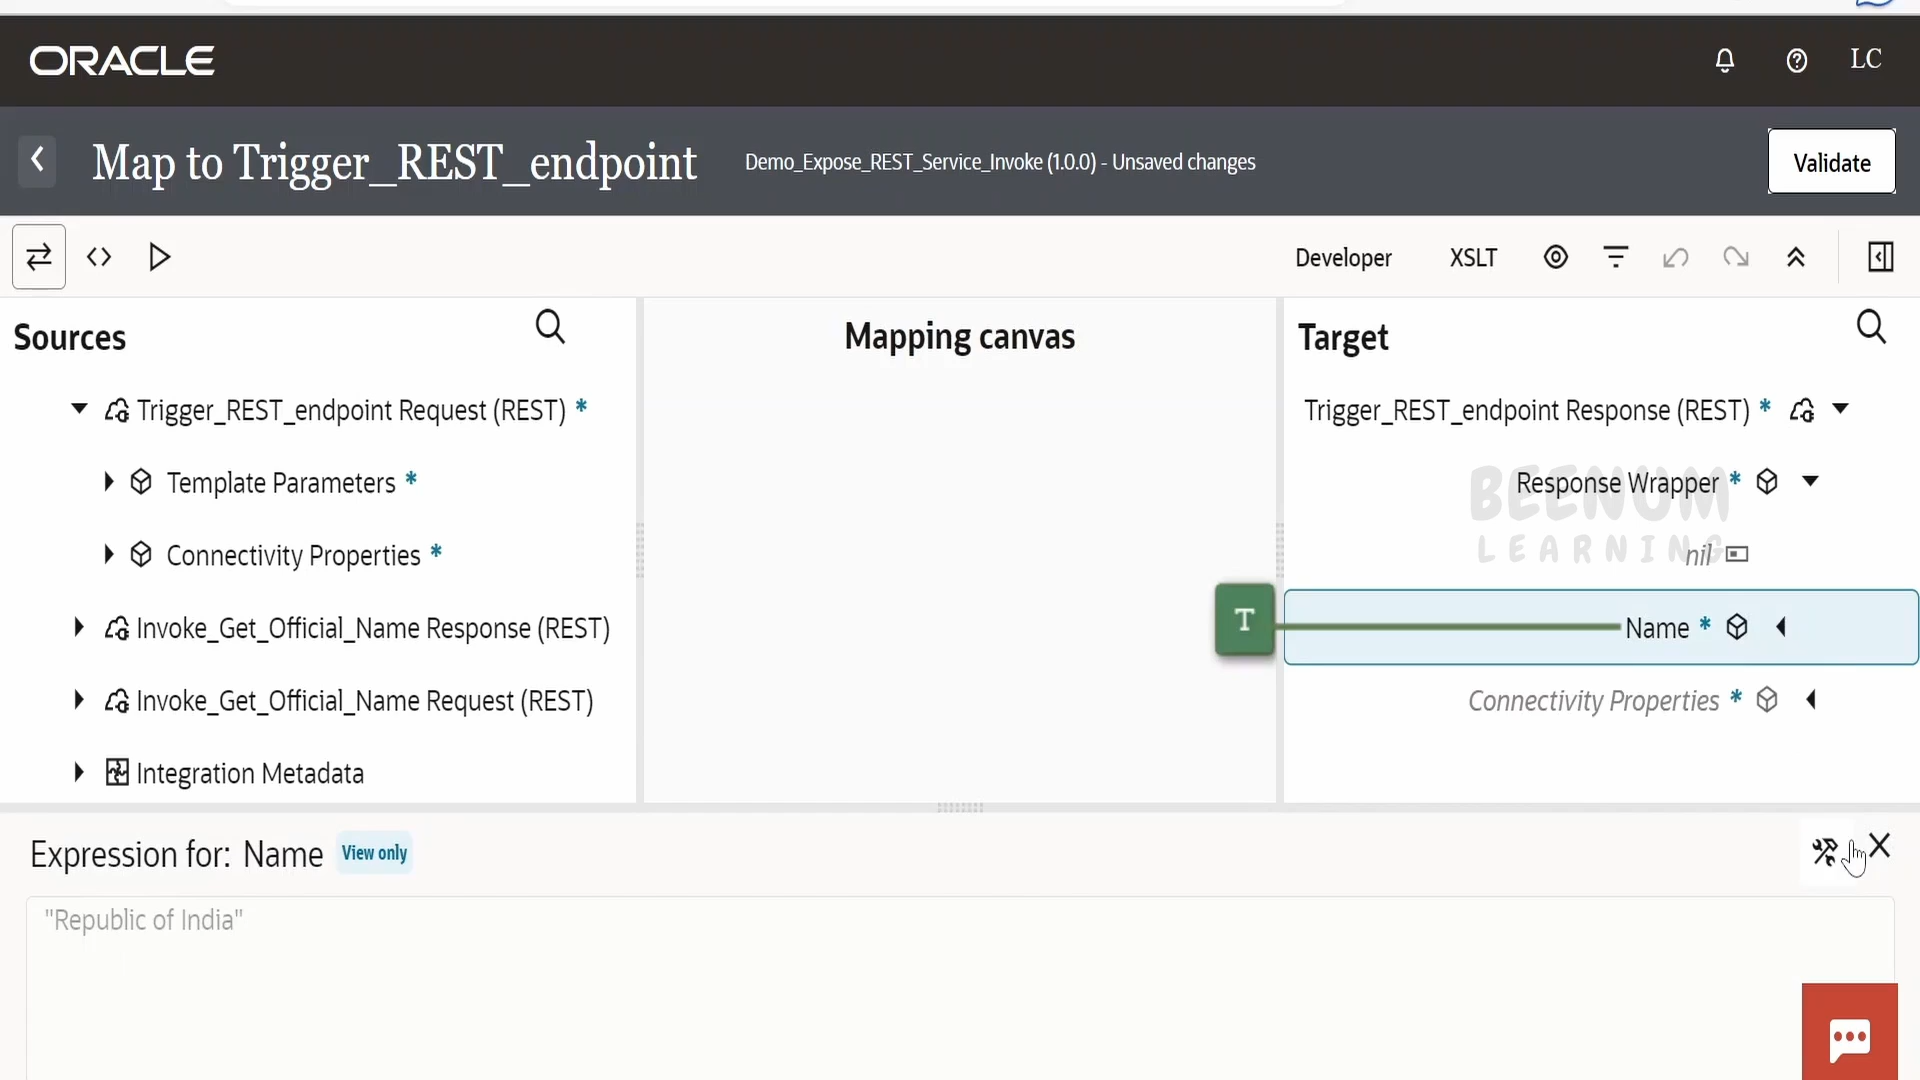 ORACLE
LC
Map to Trigger_REST_endpoint
Demo_Expose_REST_Service_Invoke (1.0.0) - Unsaved changes
Validate
Developer
XSLT
Sources
Mapping canvas
Target
Trigger_REST_endpoint Request (REST) *
Trigger_REST_endpoint Response (REST) *
Template Parameters *
Response Wrapper *
BEENUM
LEARNING
Connectivity Properties *
nil
Invoke_Get_Official_Name Response (REST)
T
Name *
Invoke_Get_Official_Name Request (REST)
Connectivity Properties *
Integration Metadata
Expression for: Name
View only
"Republic of India"